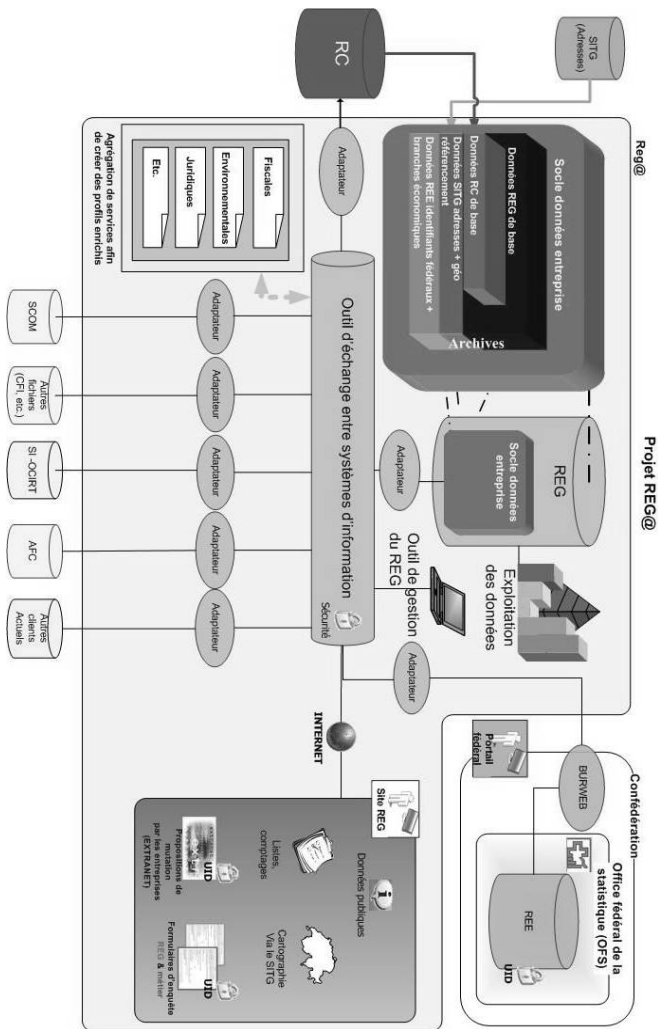 Projet REG@
Reg@
SITG
(Adresses)
RC
Socle données entreprise
Données REG de base
Données RC de base
Données SITG adresses + géo
référencement
Données REE identifiants fédéraux +
branches économiques
Archives
REG
Socle données
entreprise
Exploitation
des données
Outil de gestion
du REG
Adaptateur
Adaptateur
Adaptateur
Outil d'échange entre systèmes d'information
Sécurité
Fiscales
Environnementales
Juridiques
Etc.
Agrégation de services afin
de créer des profils enrichis
Adaptateur
Adaptateur
Adaptateur
Adaptateur
Adaptateur
SCOM
Autres
fichiers
(CFI, etc.)
SI -OCIRT
AFC
Autres
clients
Actuels
INTERNET
Confédération
Portail
fédéral
BURWEB
Office fédéral de la
statistique (OFS)
REE
UID
Site REG
Données publiques
Listes,
comptages
Cartographie
Via le SITG
UID
Propositions de
mutation
par les entreprises
(EXTRANET)
UID
Formulaires d'enquête
REG & métier